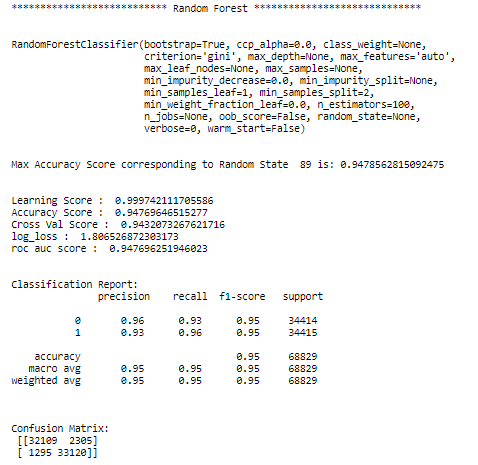 *************************** Random Forest *****************************
RandomForestClassifier(bootstrap=True, ccp_alpha=0.0, class_weight=None,
criterion='gini', max_depth=None, max_features='auto',
max_leaf_nodes=None, max_samples=None,
min_impurity_decrease=0.0, min_impurity_split=None,
min_samples_leaf=1, min_samples_split=2,
min_weight_fraction_leaf=0.0, n_estimators=100,
n_jobs=None, oob_score=False, random_state=None,
verbose=0, warm_start=False)
Max Accuracy Score corresponding to Random State  89 is: 0.9478562815092475
Learning Score :  0.999742111705586
Accuracy Score :  0.94769646515277
Cross Val Score :  0.9432073267621716
log_loss :  1.806526872303173
roc auc score :  0.947696251946023
Classification Report:
precision    recall  f1-score   support
0       0.96      0.93      0.95     34414
1       0.93      0.96      0.95     34415
accuracy                           0.95     68829
macro avg       0.95      0.95      0.95     68829
weighted avg       0.95      0.95      0.95     68829
Confusion Matrix:
[[32109  2305]
[ 1295 33120]]